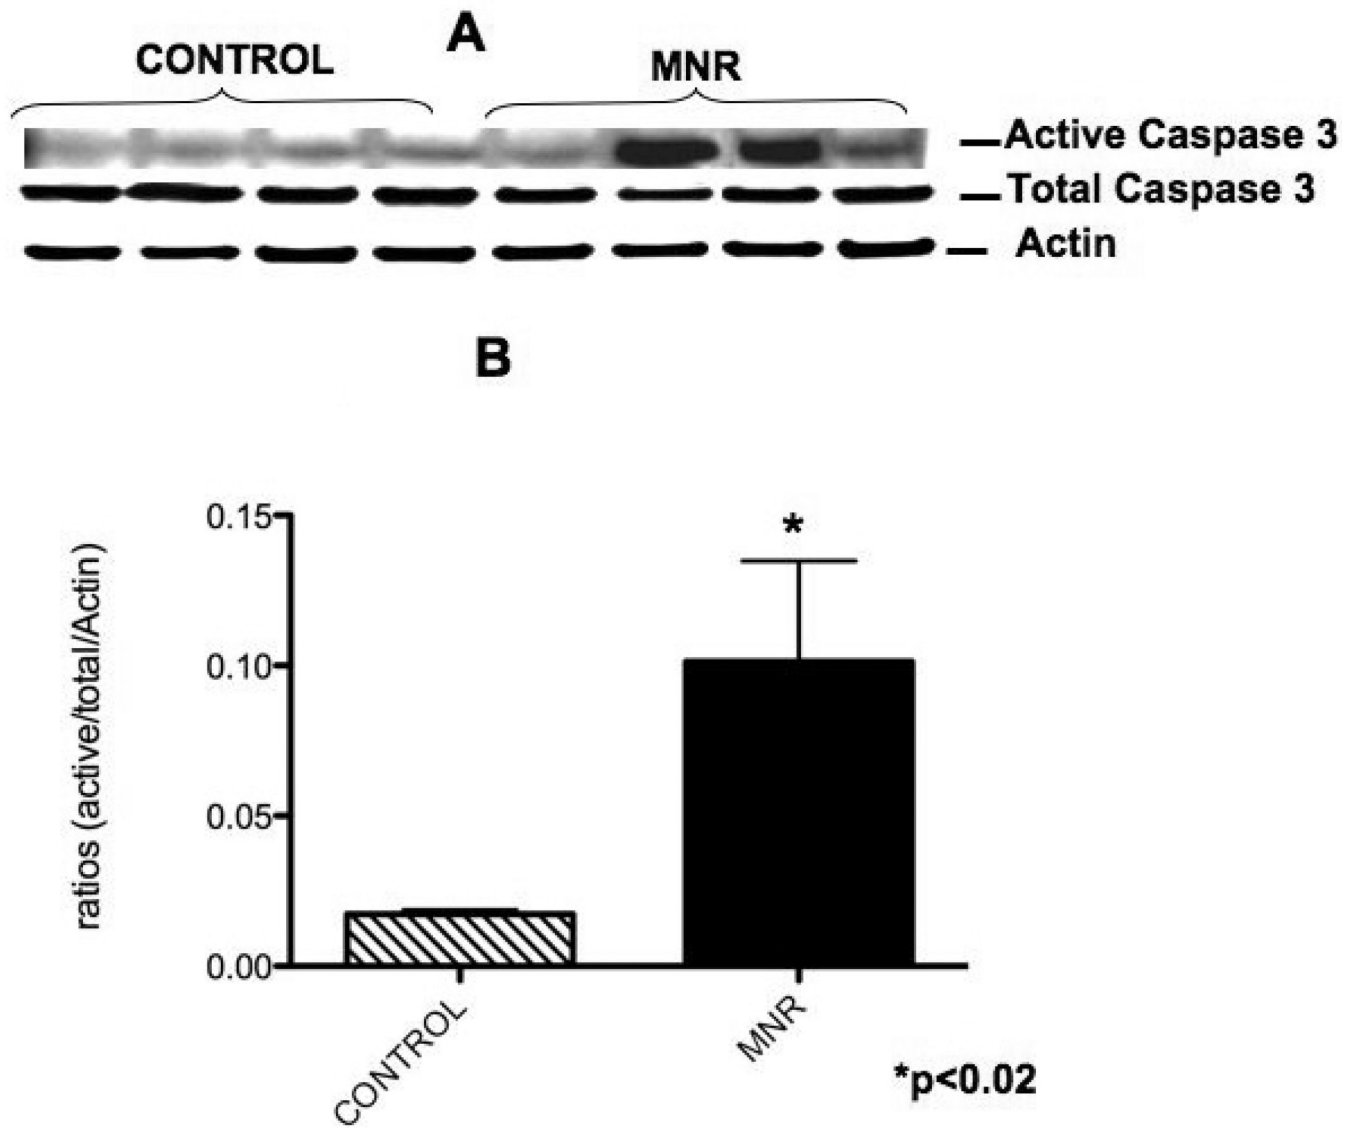 A
CONTROL
MNR
Active Caspase 3
Total Caspase 3
Actin
B
ratios (active/total/Actin)
0.15
*
0.10
0.05
0.00
CONTROL
MNR
*p<0.02